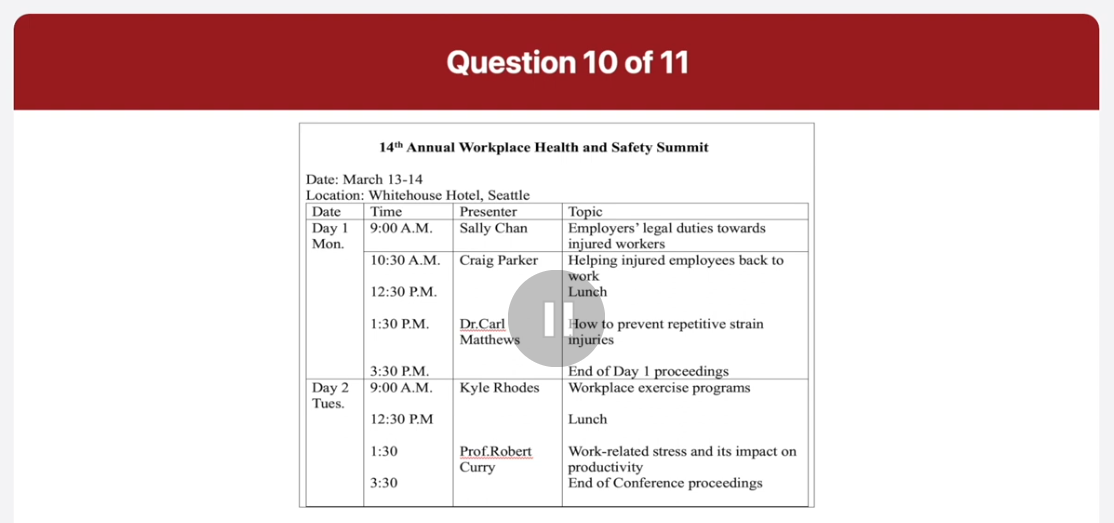 Question 10 of 11
14th Annual Workplace Health and Safety Summit
Date: March 13-14
Location: Whitehouse Hotel, Seattle
Date Time Presenter Topic
Day 1 9:00 A.M. Sally Chan Employers' legal duties towards
Mon. injured workers
10:30 A.M. Craig Parker Helping injured employees back to
work
12:30 P.M. Lunch
1:30 P.M. Dr.Carl How to prevent repetitive strain
Matthews injuries
3:30 P.M. End of Day 1 proceedings
Day 2 9:00 A.M. Kyle Rhodes Workplace exercise programs
Tues.
12:30 P.M Lunch
1:30 Prof.Robert Work-related stress and its impact on
Curry productivity
3:30 End of Conference proceedings